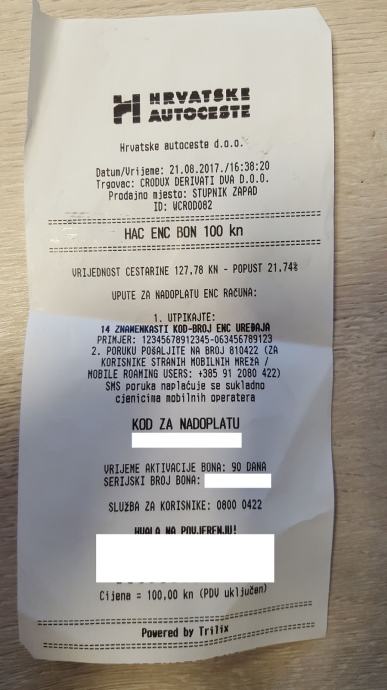 HRVATSKE
AUTOCESTE
Hrvatske autoceste d.o.o.
Datum/Vrijeme: 21.08.2017./16:38:20
Trgovac: CRODUX DERIVATI DVA D.O.O.
Prodajno mjesto: STUPNIK ZAPAD
ID: WCROD082
HAC ENC BON 100 kn
VRIJEDNOST CESTARINE 127,78 KN - POPUST 21,74%
UPUTE ZA NADOPLATU ENC RAČUNA:
1. UTIPKAJTE:
14 ZNAMENKASTI KOD-BROJ ENC UREĐAJA
PRIMJER: 12345678912345-063456789123
2. PORUKU POŠALJITE NA BROJ 810422 (ZA
KORISNIKE STRANIH MOBILNIH MREŽA /
MOBILE ROAMING USERS: +385 91 2080 422)
SMS poruka naplaćuje se sukladno
cjenicima mobilnih operatera
KOD ZA NADOPLATU
VRIJEME AKTIVACIJE BONA: 90 DANA
SERIJSKI BROJ BONA:
SLUŽBA ZA KORISNIKE: 0800 0422
HVALA NA POVJERENJU!
Cijena = 100,00 kn (PDV uključen)
Powered by Trilix